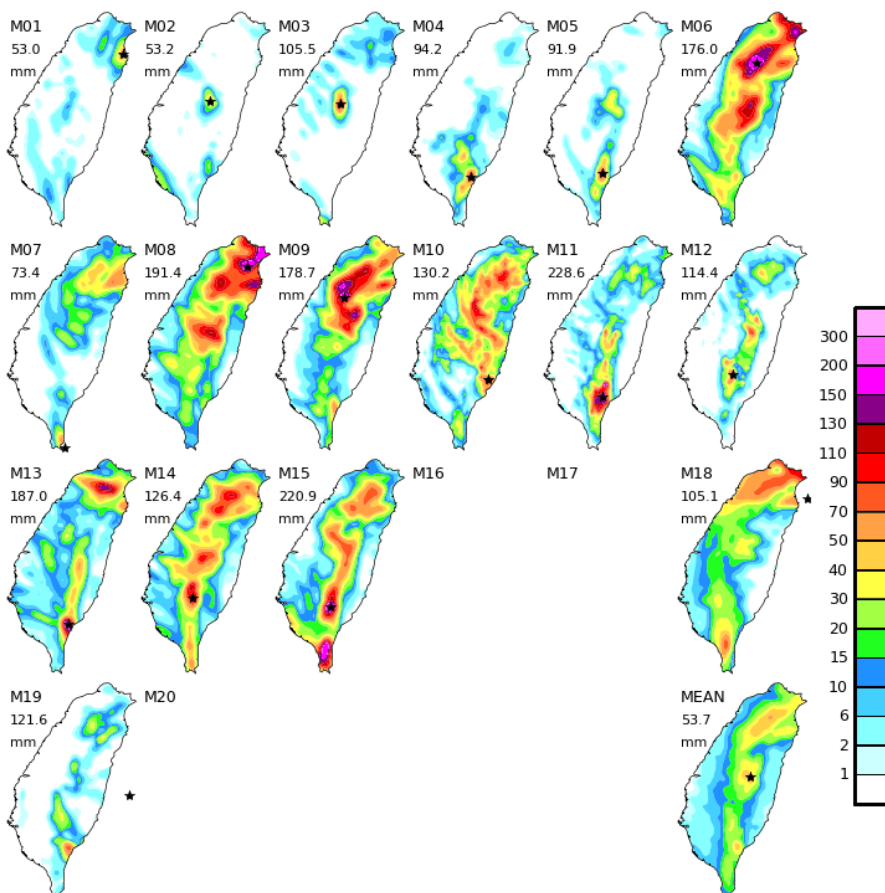 M01
53.0
mm
M02
53.2
mm
M03
105.5
mm
M04
94.2
mm
M05
91.9
mm
M06
176.0
mm
M07
73.4
mm
M08
191.4
mm
M09
178.7
mm
M10
130.2
mm
M11
228.6
mm
M12
114.4
mm
M13
187.0
mm
M14
126.4
mm
M15
220.9
mm
M16
M17
M18
105.1
mm
M19
121.6
mm
M20
MEAN
53.7
mm
300
200
150
130
110
90
70
50
40
30
20
15
10
6
2
1